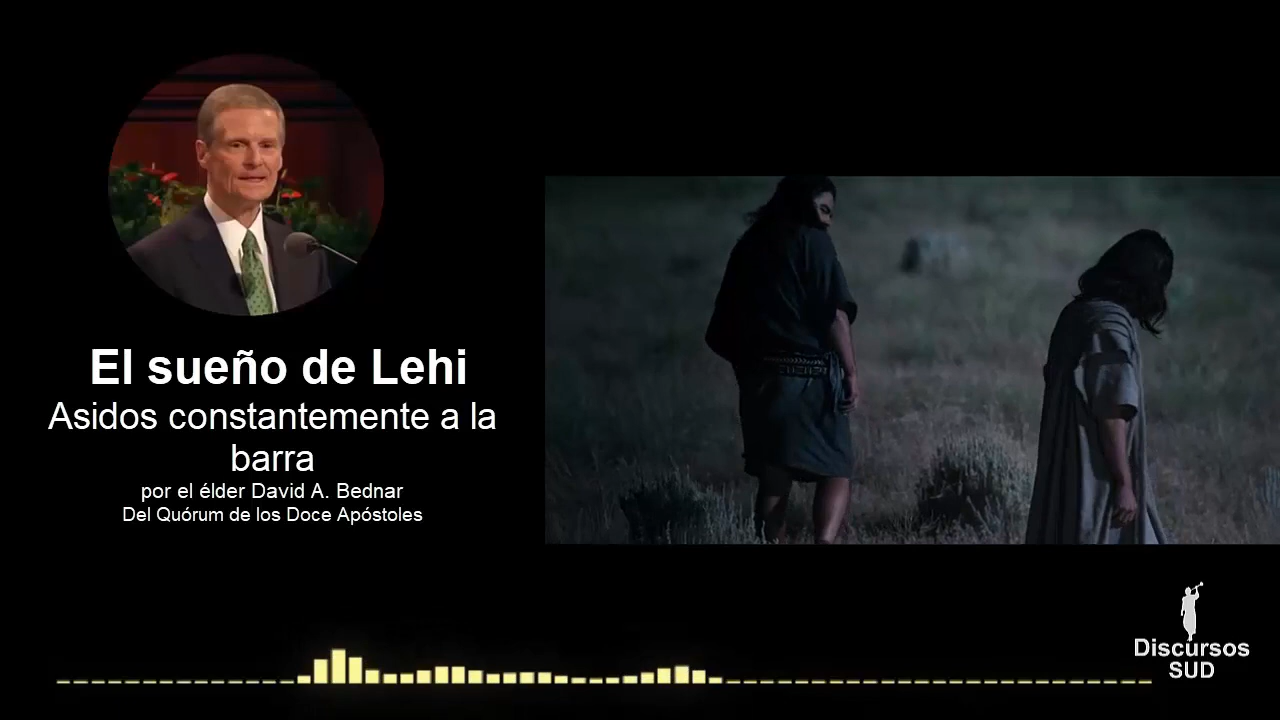 El sueño de Lehi
Asidos constantemente a la
barra
por el élder David A. Bednar
Del Quórum de los Doce Apóstoles
Discursos
SUD